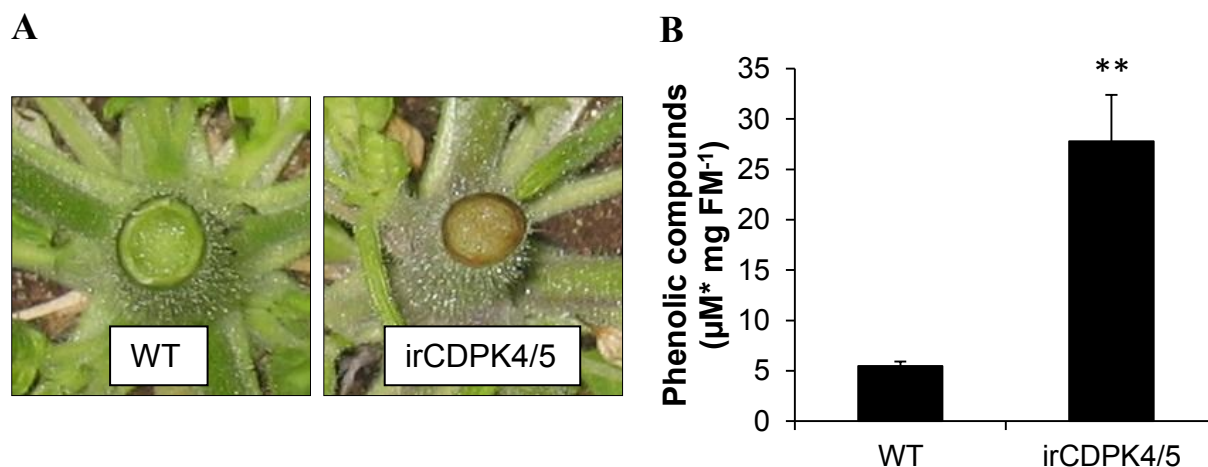 A
WT
irCDPK4/5
B
Phenolic compounds
(µM* mg FM-1)
35
30
25
20
15
10
5
0
**
WT
irCDPK4/5